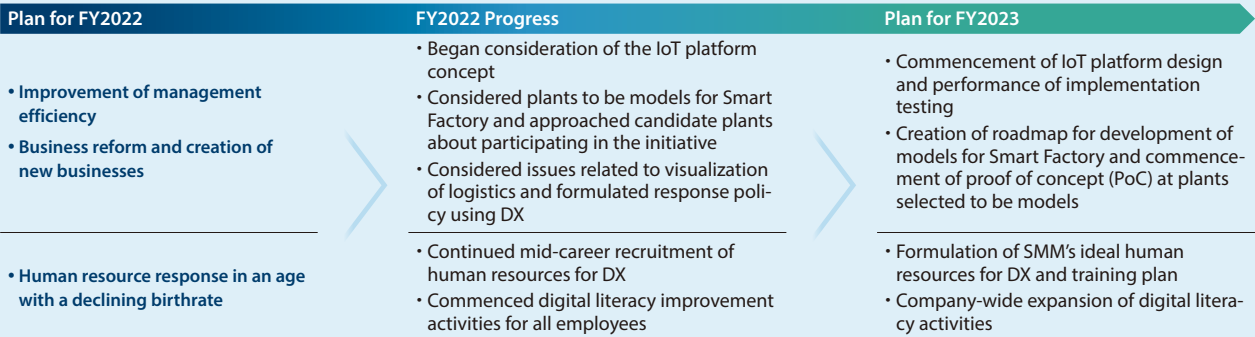 Plan for FY2022
FY2022 Progress
Plan for FY2023
• Improvement of management
efficiency
• Business reform and creation of
new businesses
・Began consideration of the IoT platform
concept
・Considered plants to be models for Smart
Factory and approached candidate plants
about participating in the initiative
・Considered issues related to visualization
of logistics and formulated response poli-
cy using DX
・Commencement of IoT platform design
and performance of implementation
testing
・Creation of roadmap for development of
models for Smart Factory and commence-
ment of proof of concept (PoC) at plants
selected to be models
• Human resource response in an age
with a declining birthrate
・Continued mid-career recruitment of
human resources for DX
・Commenced digital literacy improvement
activities for all employees
・Formulation of SMM’s ideal human
resources for DX and training plan
・Company-wide expansion of digital litera-
cy activities